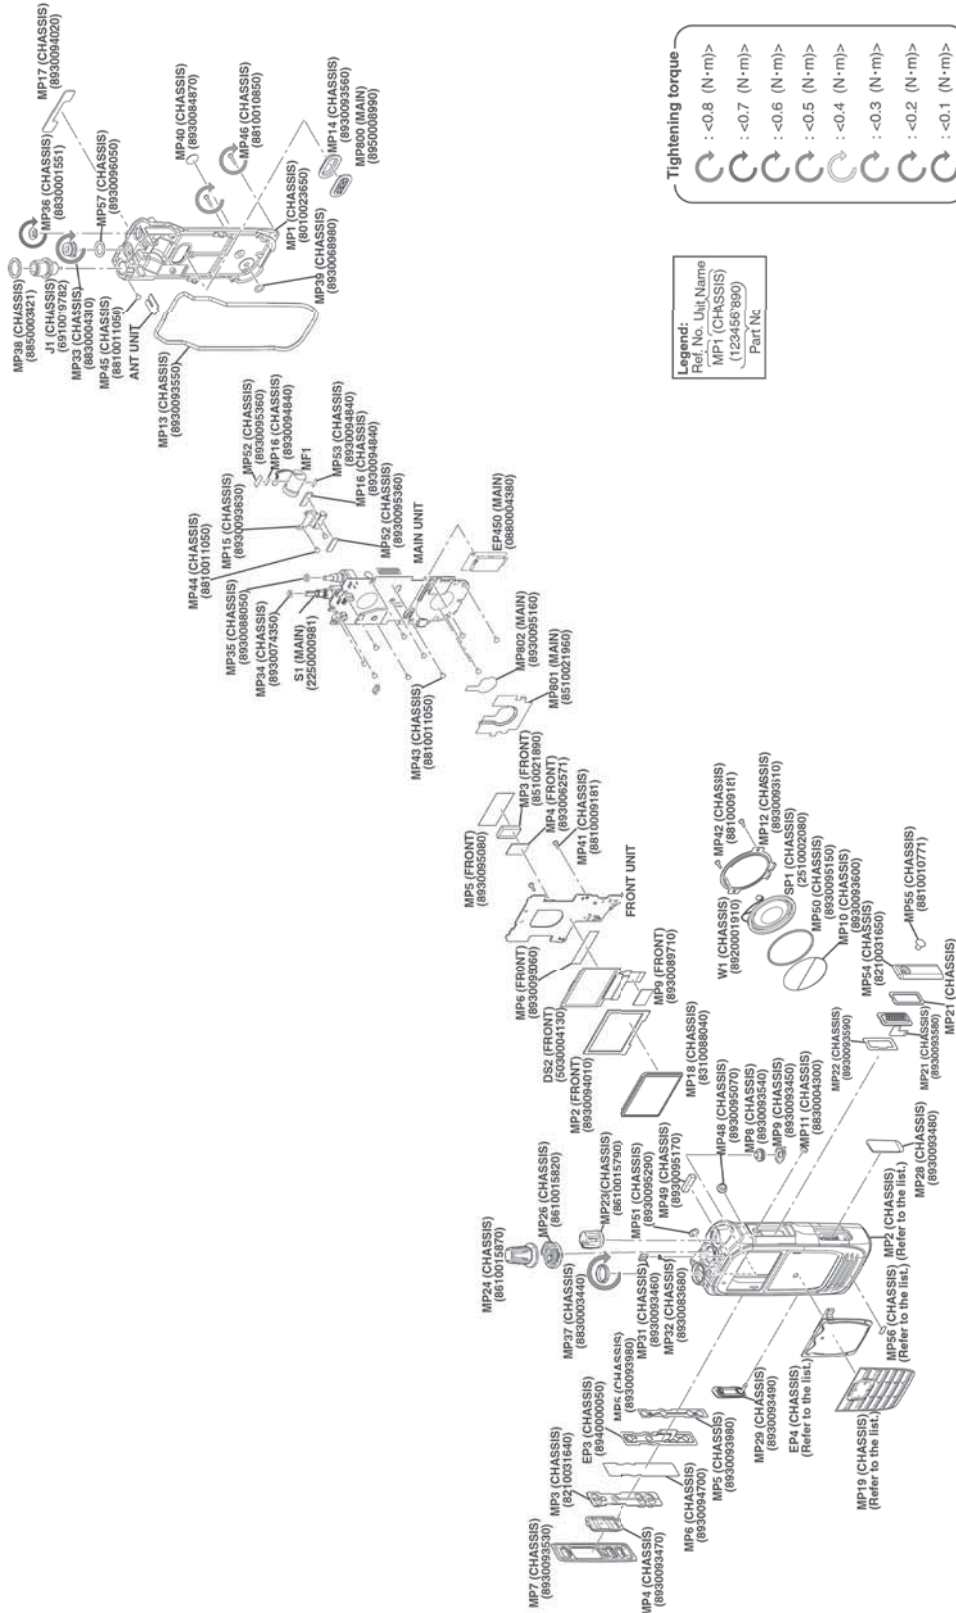 MP17 (CHASSIS)
(8930094020)
MP36 (CHASSIS)
(8830001551)
MP57 (CHASSIS)
(8930096050)
MP40 (CHASSIS)
(8930084870)
MP46 (CHASSIS)
(8810010850)
MP14 (CHASSIS)
(8930093560)
MP800 (MAIN)
(8950008990)
MP1 (CHASSIS)
(8010023650)
MP39 (CHASSIS)
(8930068980)
MP38 (CHASSIS)
(8850003421)
J1 (CHASSIS)
MP33 (CHASSIS)
(8830004310)
MP45 (CHASSIS)
ANT UNIT
MP13 (CHASSIS)
(8930093550)
MP52 (CHASSIS)
(8930095360)
MP16 (CHASSIS)
(8930094840)
MF1
MP53 (CHASSIS)
(8930094840)
MP16 (CHASSIS)
(8930094840)
MP52 (CHASSIS)
(8930095360)
MP15 (CHASSIS)
(8930093630)
MP44 (CHASSIS)
(8810011050)
MAIN UNIT
EP450 (MAIN)
(0880004380)
MP35 (CHASSIS)
(8930088050)
MP34 (CHASSIS)
(8930074350)
S1 (MAIN)
(2250000981)
MP43 (CHASSIS)
(8810011050)
MP802 (MAIN)
(8930095160)
MP801 (MAIN)
(8510021960)
MP5 (FRONT)
(8930095080)
MP3 (FRONT)
(8510021890)
MP4 (FRONT)
(8930062571)
MP41 (CHASSIS)
(8810009181)
FRONT UNIT
MP6 (FRONT)
(8930095060)
DS2 (FRONT)
(5030004130)
MP2 (FRONT)
(8930094010)
MP9 (FRONT)
(8930089710)
MP18 (CHASSIS)
(8310088040)
MP42 (CHASSIS)
(8810009181)
MP12 (CHASSIS)
(8930093610)
SP1 (CHASSIS)
(2510002080)
W1 (CHASSIS)
(8920001910)
MP50 (CHASSIS)
(8930095150)
MP10 (CHASSIS)
(8930093600)
MP54 (CHASSIS)
(8210031650)
MP55 (CHASSIS)
(8810010771)
MP21 (CHASSIS)
MP22 (CHASSIS)
(8930093590)
MP21 (CHASSIS)
(8930093580)
MP48 (CHASSIS)
(8930095070)
MP8 (CHASSIS)
(8930093540)
MP9 (CHASSIS)
(8930093450)
MP11 (CHASSIS)
(8830004300)
MP28 (CHASSIS)
(8930093480)
MP24 (CHASSIS)
(8610015870)
MP26 (CHASSIS)
(8610015820)
MP23(CHASSIS)
(8610015790)
MP51 (CHASSIS)
(8930095290)
MP49 (CHASSIS)
(8930095170)
MP37 (CHASSIS)
(8830003440)
MP31 (CHASSIS)
(8930093460)
MP32 (CHASSIS)
(8930083680)
MP2 (CHASSIS)
(Refer to the list.)
MP56 (CHASSIS)
(Refer to the list.)
MP29 (CHASSIS)
(8930093490)
EP4 (CHASSIS)
(Refer to the list.)
MP19 (CHASSIS)
(Refer to the list.)
MP5 (CHASSIS)
(8930093980)
EP3 (CHASSIS)
(8940000050)
MP5 (CHASSIS)
(8930093980)
MP3 (CHASSIS)
(8210031640)
MP6 (CHASSIS)
(8930094700)
MP7 (CHASSIS)
(8930093530)
MP4 (CHASSIS)
(8930093470)
Legend:
Ref. No. Unit Name
MP1 (CHASSIS)
Part No.
Tightening torque
: <0.8 (N·m)>
: <0.7 (N·m)>
: <0.6 (N·m)>
: <0.5 (N·m)>
: <0.4 (N·m)>
: <0.3 (N·m)>
: <0.2 (N·m)>
: <0.1 (N·m)>